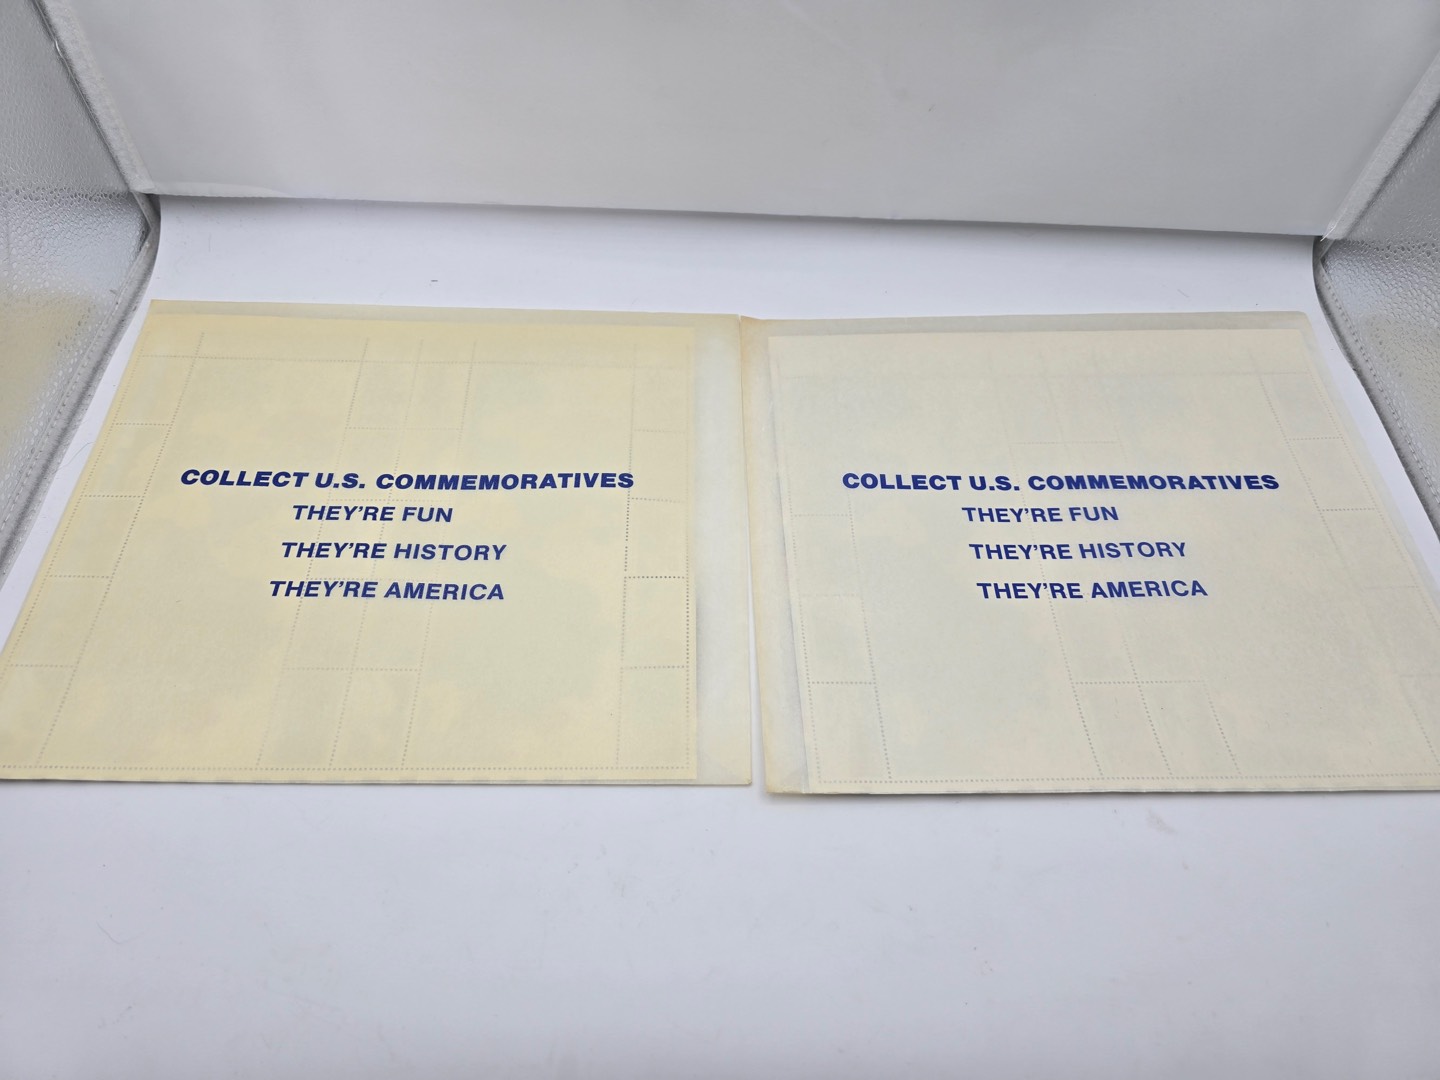 COLLECT U.S. COMMEMORATIVES
THEY'RE FUN
THEY'RE HISTORY
THEY'RE AMERICA
COLLECT U.S. COMMEMORATIVES
THEY'RE FUN
THEY'RE HISTORY
THEY'RE AMERICA